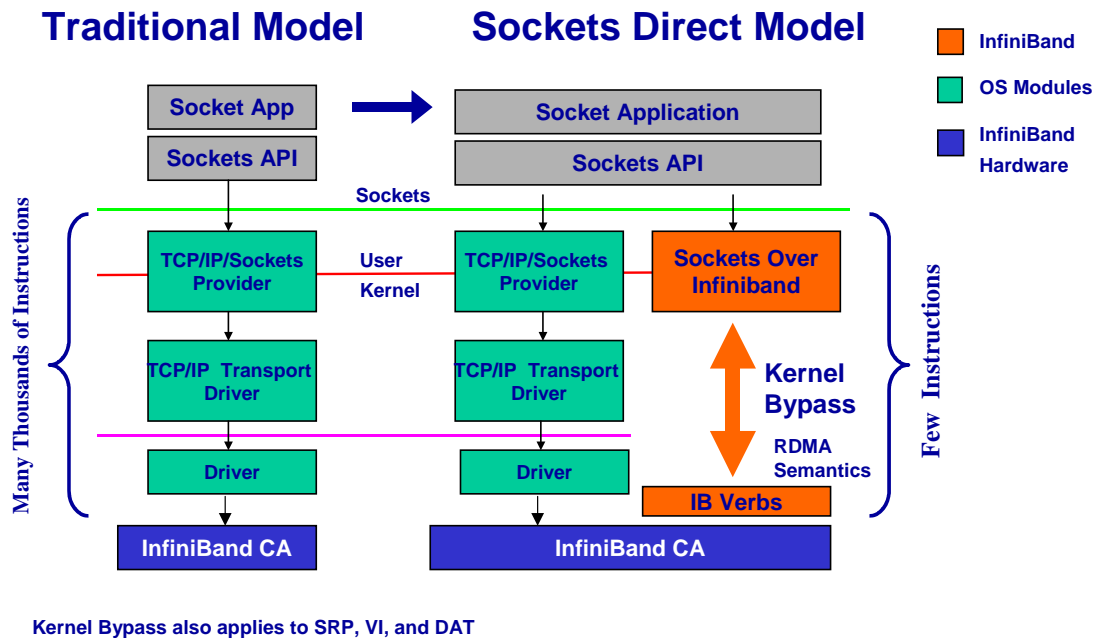 Traditional Model
Sockets Direct Model
InfiniBand
OS Modules
InfiniBand
Hardware
Socket App
Sockets API
Socket Application
Sockets API
Sockets
Many Thousands of Instructions
TCP/IP/Sockets
Provider
User
Kernel
TCP/IP/Sockets
Provider
Sockets Over
Infiniband
TCP/IP Transport
Driver
TCP/IP Transport
Driver
Kernel
Bypass
Few Instructions
RDMA
Semantics
Driver
Driver
IB Verbs
InfiniBand CA
InfiniBand CA
Kernel Bypass also applies to SRP, VI, and DAT